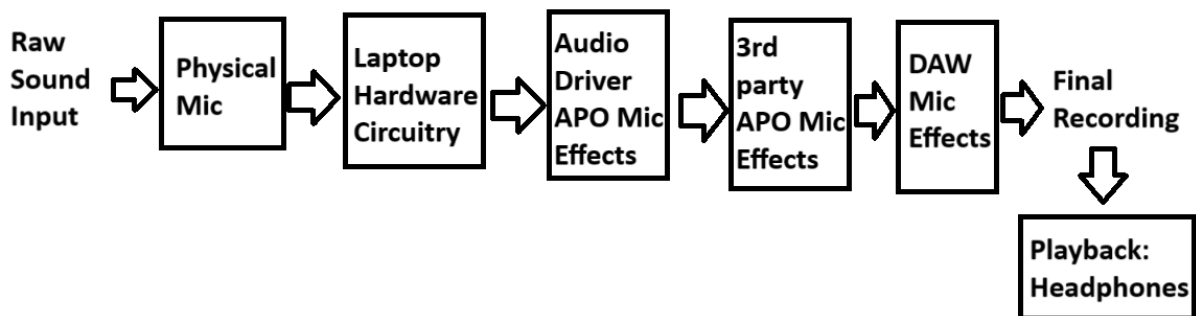 Raw
Sound
Input
Physical
Mic
Laptop
Hardware
Circuitry
Audio
Driver
APO Mic
Effects
3rd
party
APO Mic
Effects
DAW
Mic
Effects
Final
Recording
Playback:
Headphones